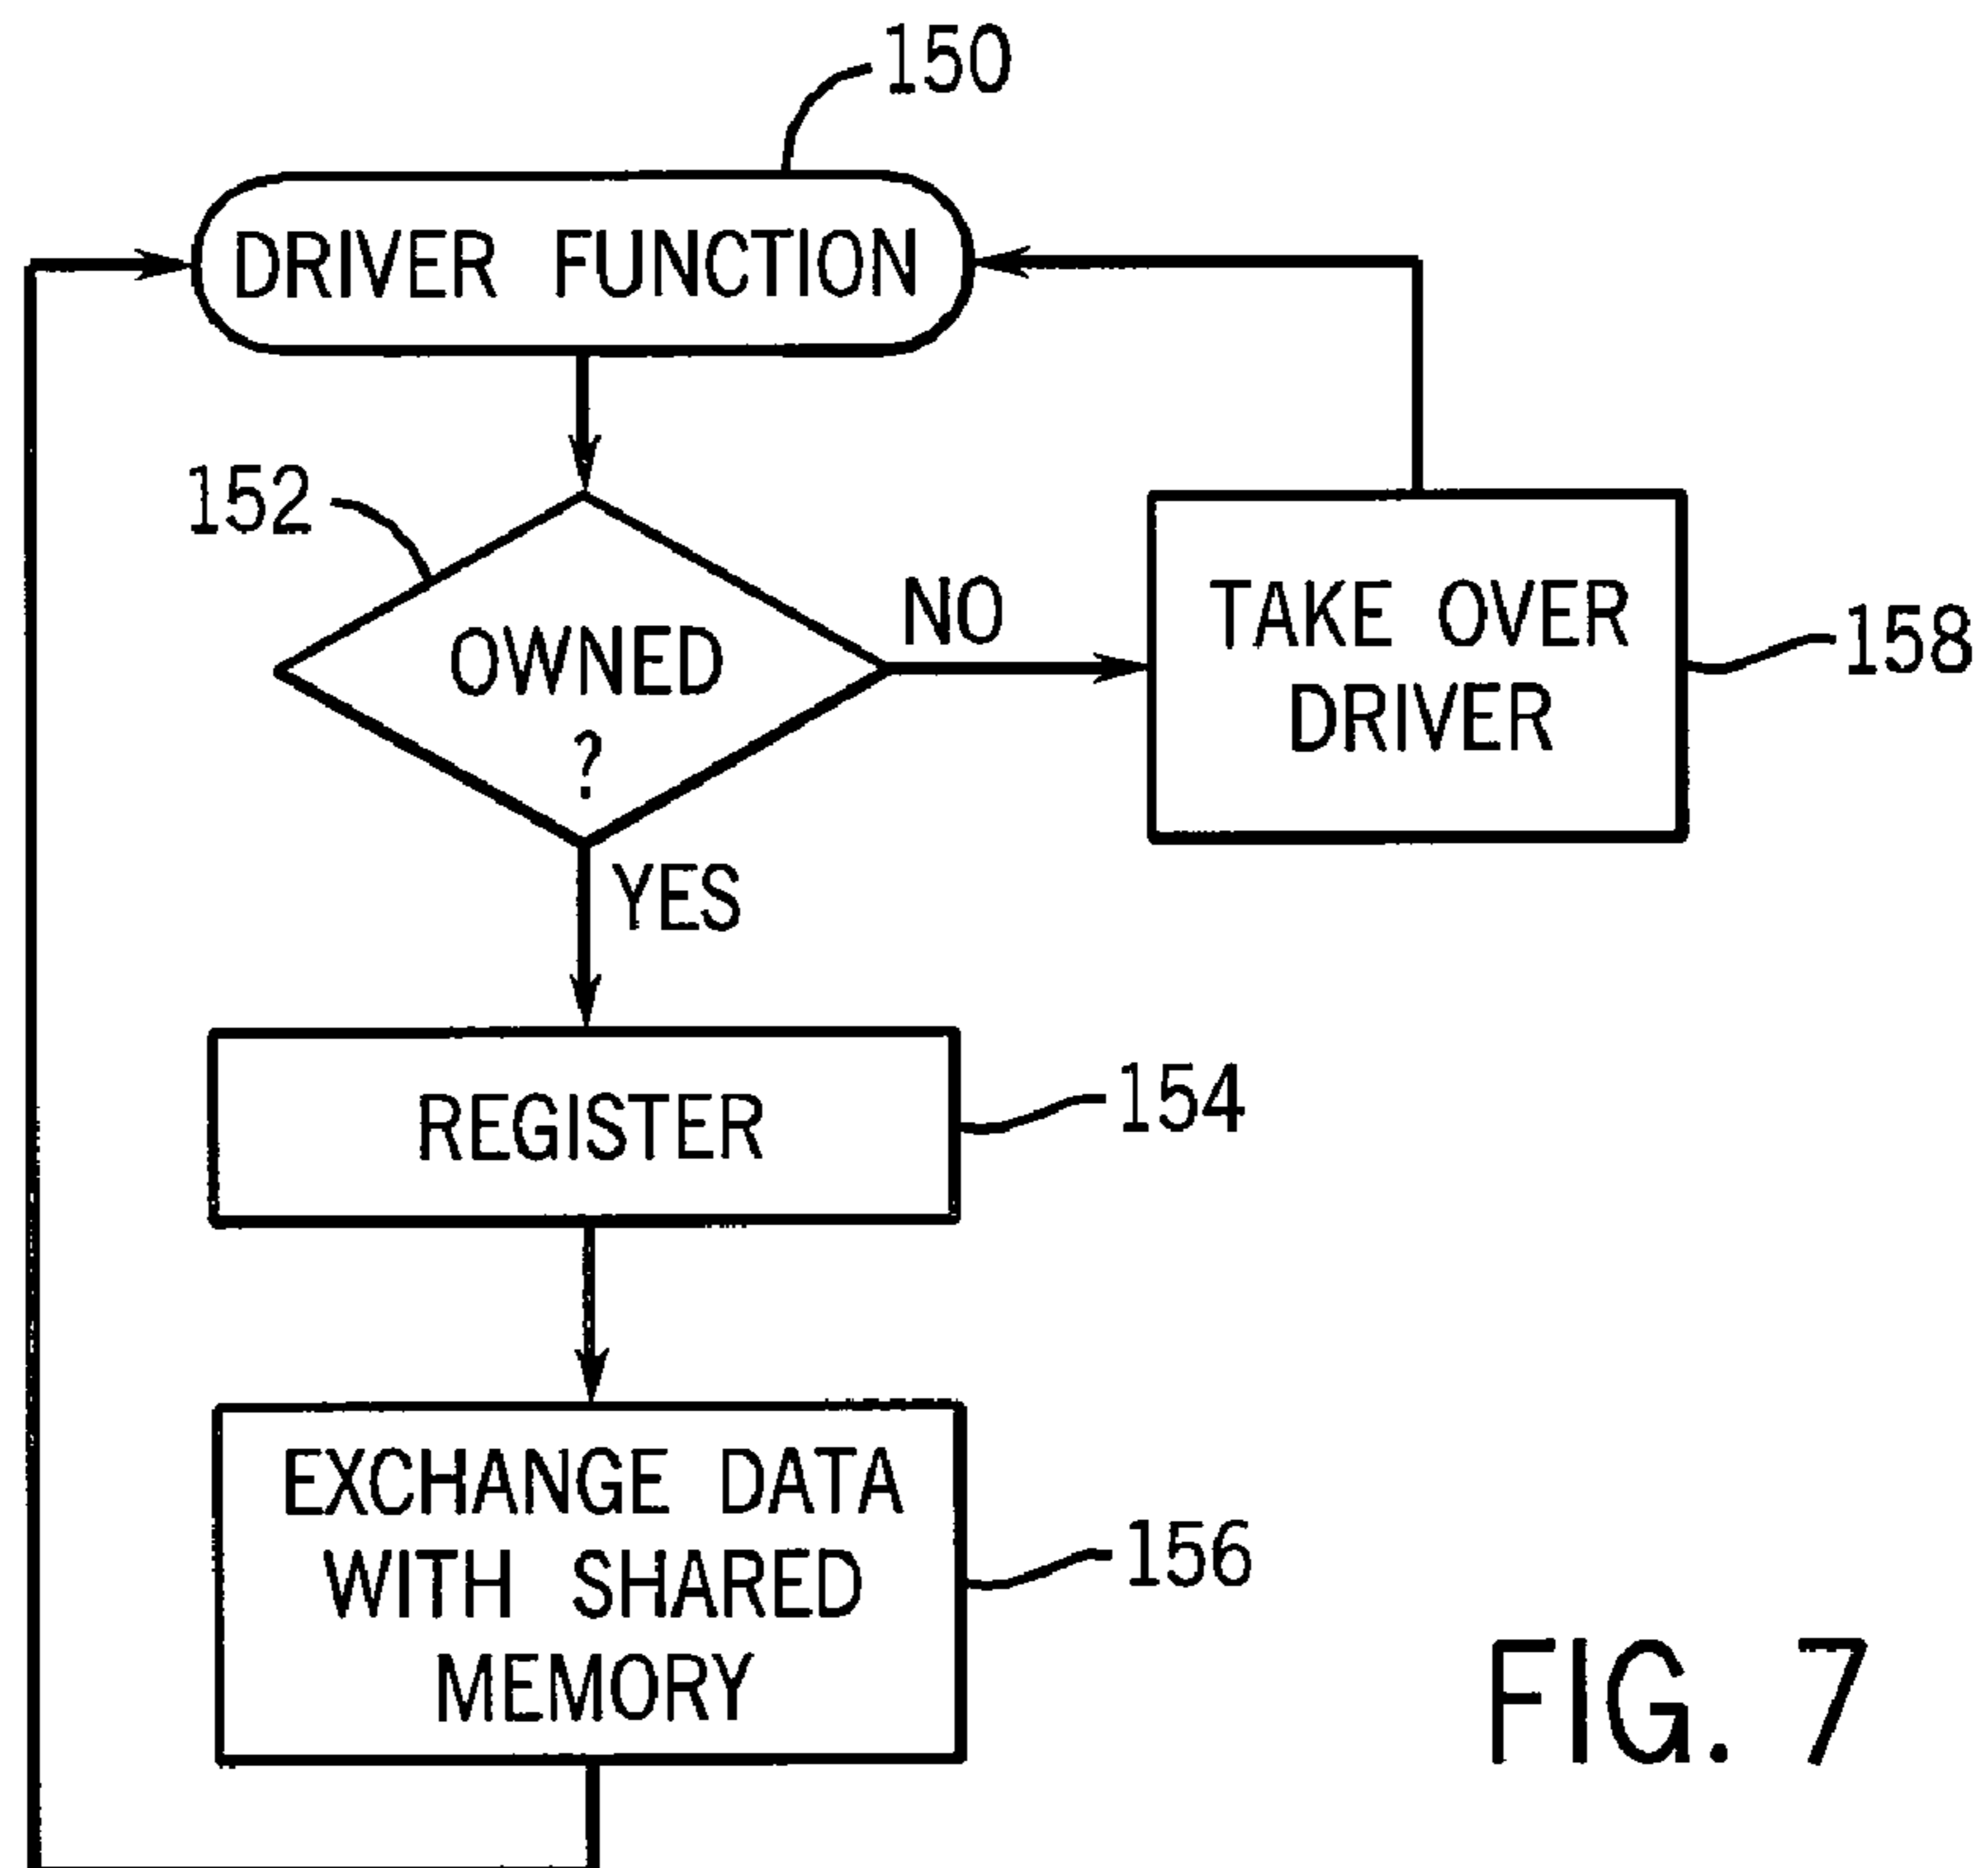 150
DRIVER FUNCTION
152
OWNED
?
NO
TAKE OVER
DRIVER
158
YES
REGISTER
154
EXCHANGE DATA
WITH SHARED
MEMORY
156
FIG. 7